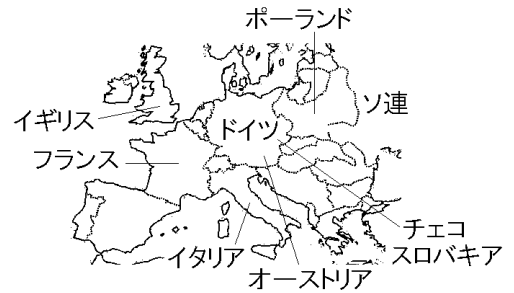 ポーランド
ソ連
イギリス
ドイツ
フランス
チェコ
スロバキア
イタリア
オーストリア